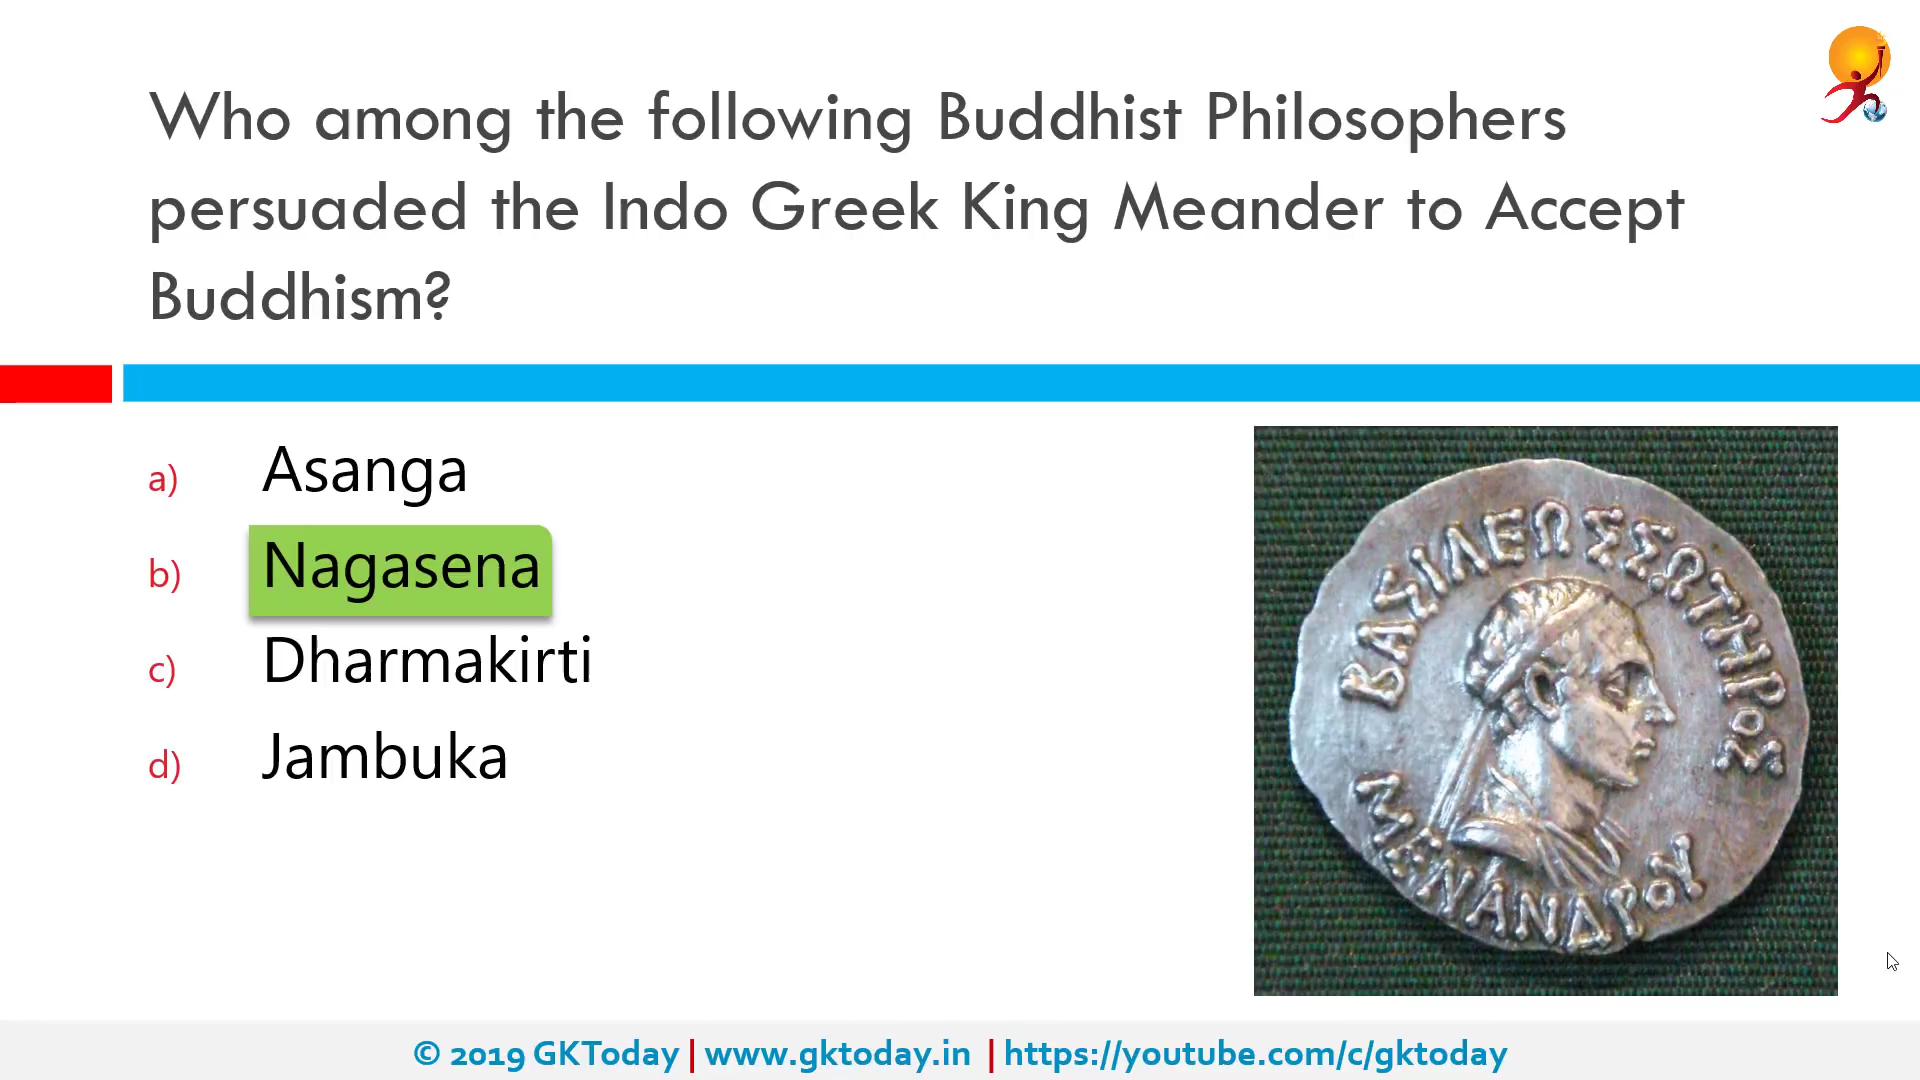 Who among the following Buddhist Philosophers
persuaded the Indo Greek King Meander to Accept
Buddhism?
a) Asanga
b) Nagasena
c) Dharmakirti
d) Jambuka
ΒΑΣΙΛΕΩΣ ΣΩΤΗΡΟΣ
ΜΕΝΑΝΔΡΟΥ
© 2019 GKToday | www.gktoday.in | https://youtube.com/c/gktoday